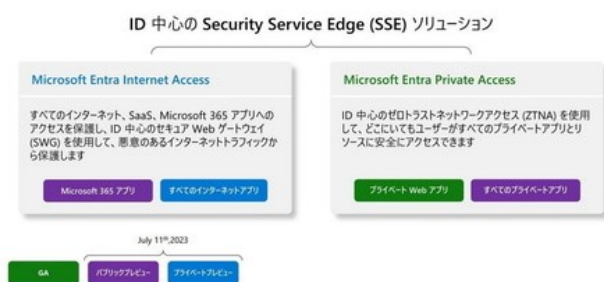 ID 中心の Security Service Edge (SSE) ソリューション
Microsoft Entra Internet Access
すべてのインターネット、SaaS、Microsoft 365 アプリへの
アクセスを保護し、ID 中心のセキュア Web ゲートウェイ
(SWG) を使用して、悪意のあるインターネットトラフィックか
ら保護します
Microsoft 365 アプリ
すべてのインターネットアプリ
Microsoft Entra Private Access
ID 中心のゼロトラストネットワークアクセス (ZTNA) を使用
して、どこにいてもユーザーがすべてのプライベートアプリとリ
ソースに安全にアクセスできます
プライベート Web アプリ
すべてのプライベートアプリ
July 11th,2023
GA
パブリックプレビュー
プライベートプレビュー